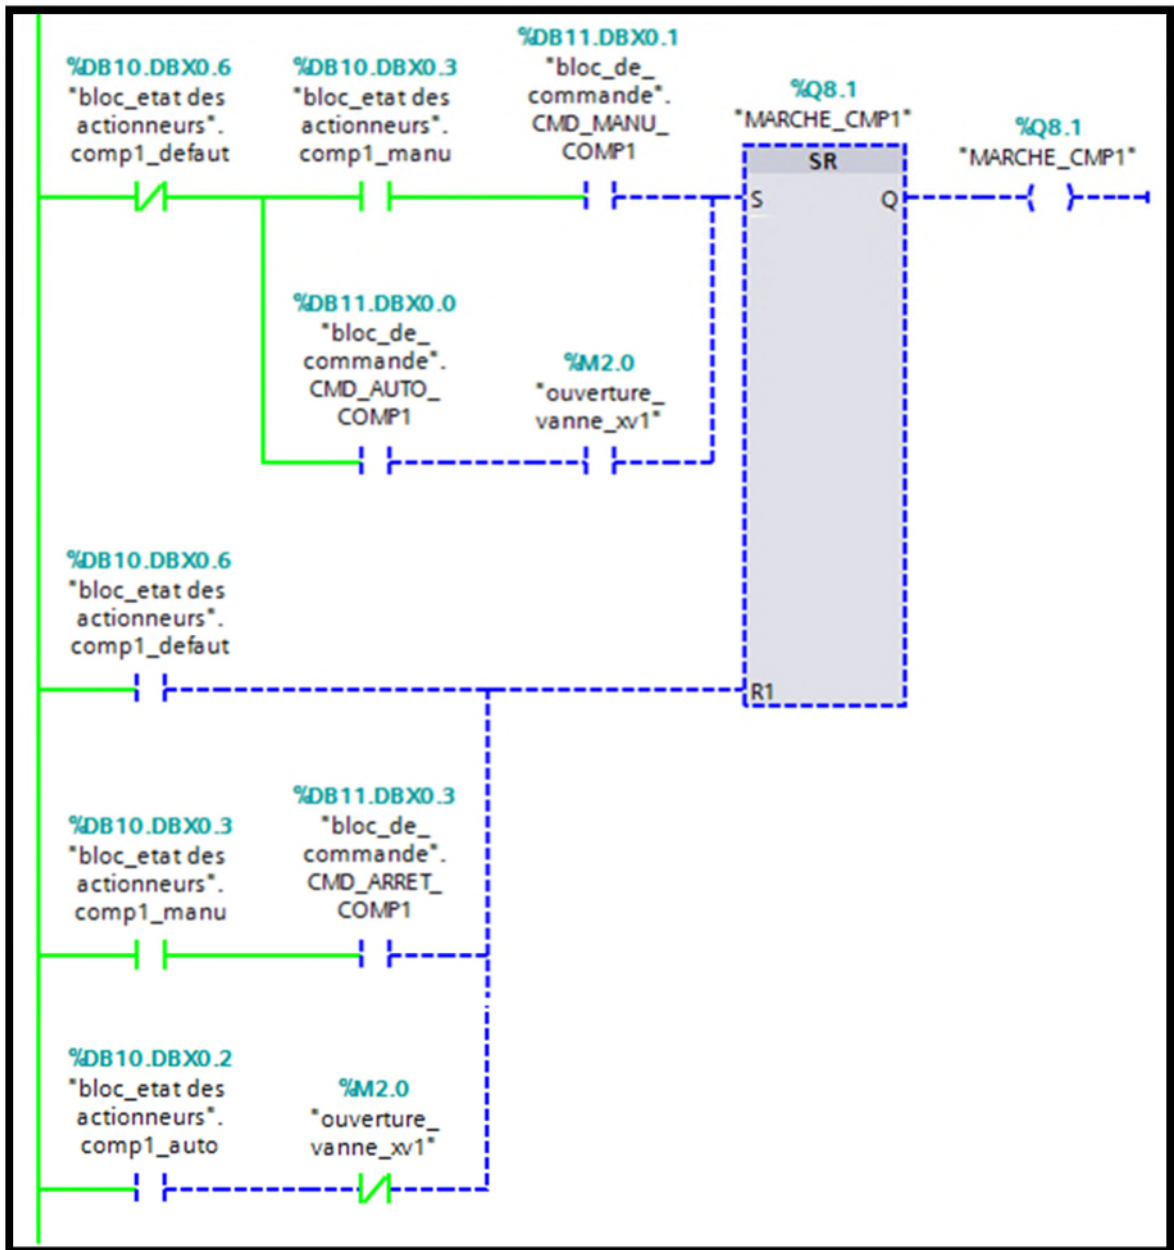 %DB10.DBX0.6
"bloc_etat des
actionneurs".
comp1_defaut
%DB10.DBX0.3
"bloc_etat des
actionneurs".
comp1_manu
%DB11.DBX0.1
"bloc_de_
commande".
CMD_MANU_
COMP1
%Q8.1
"MARCHE_CMP1"
SR
S
Q
R1
%Q8.1
"MARCHE_CMP1"
%DB11.DBX0.0
"bloc_de_
commande".
CMD_AUTO_
COMP1
%M2.0
"ouverture_
vanne_xv1"
%DB10.DBX0.6
"bloc_etat des
actionneurs".
comp1_defaut
%DB10.DBX0.3
"bloc_etat des
actionneurs".
comp1_manu
%DB11.DBX0.3
"bloc_de_
commande".
CMD_ARRET_
COMP1
%DB10.DBX0.2
"bloc_etat des
actionneurs".
comp1_auto
%M2.0
"ouverture_
vanne_xv1"